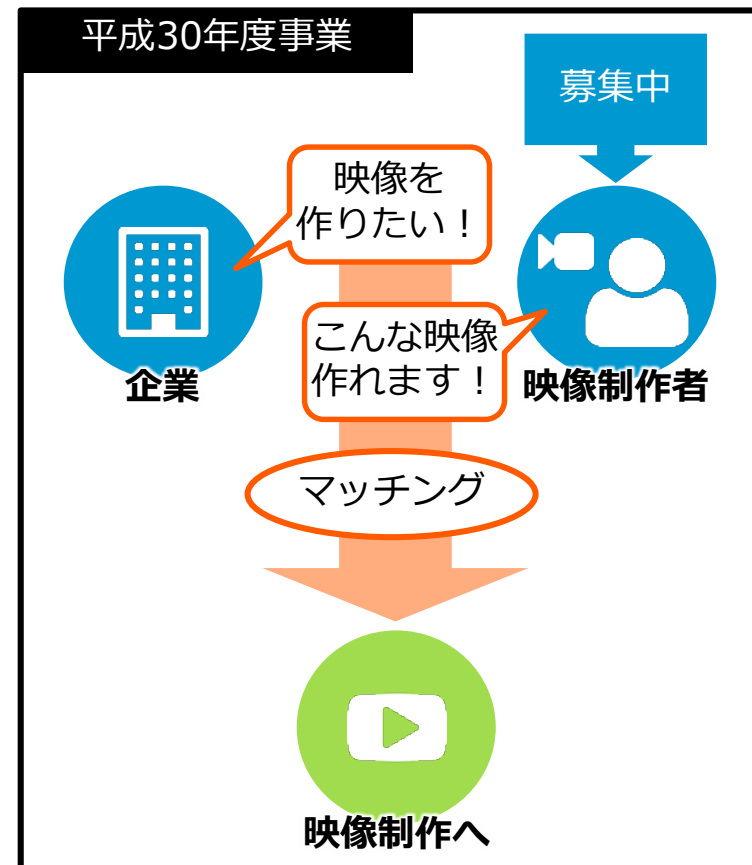 平成30年度事業
募集中
映像を
作りたい！
こんな映像
作れます！
企業
映像制作者
マッチング
映像制作へ